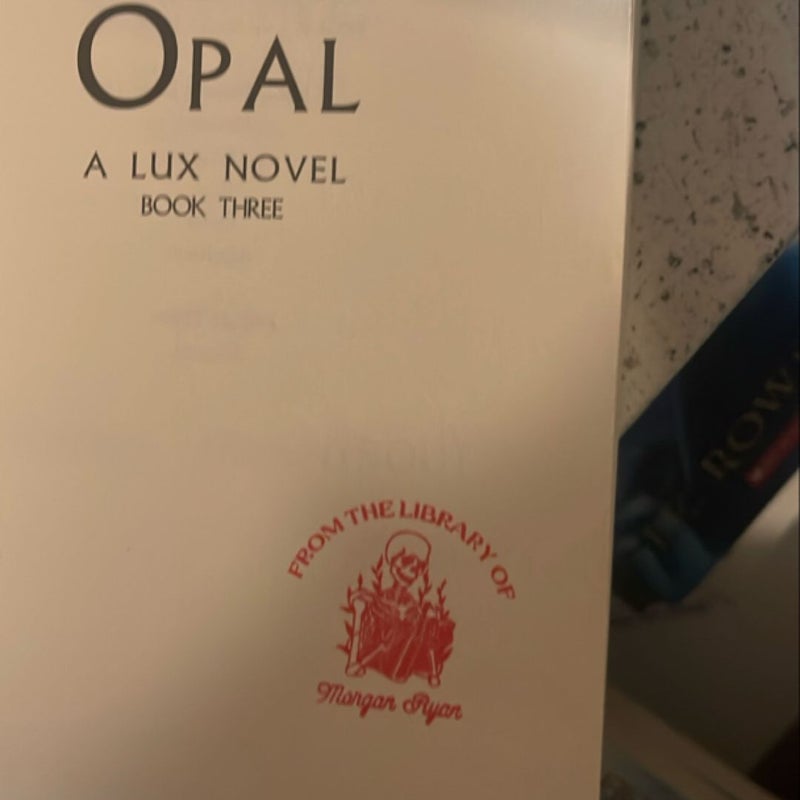 OPAL
A LUX NOVEL
BOOK THREE
FROM THE LIBRARY OF
Morgan Ryan
ROW